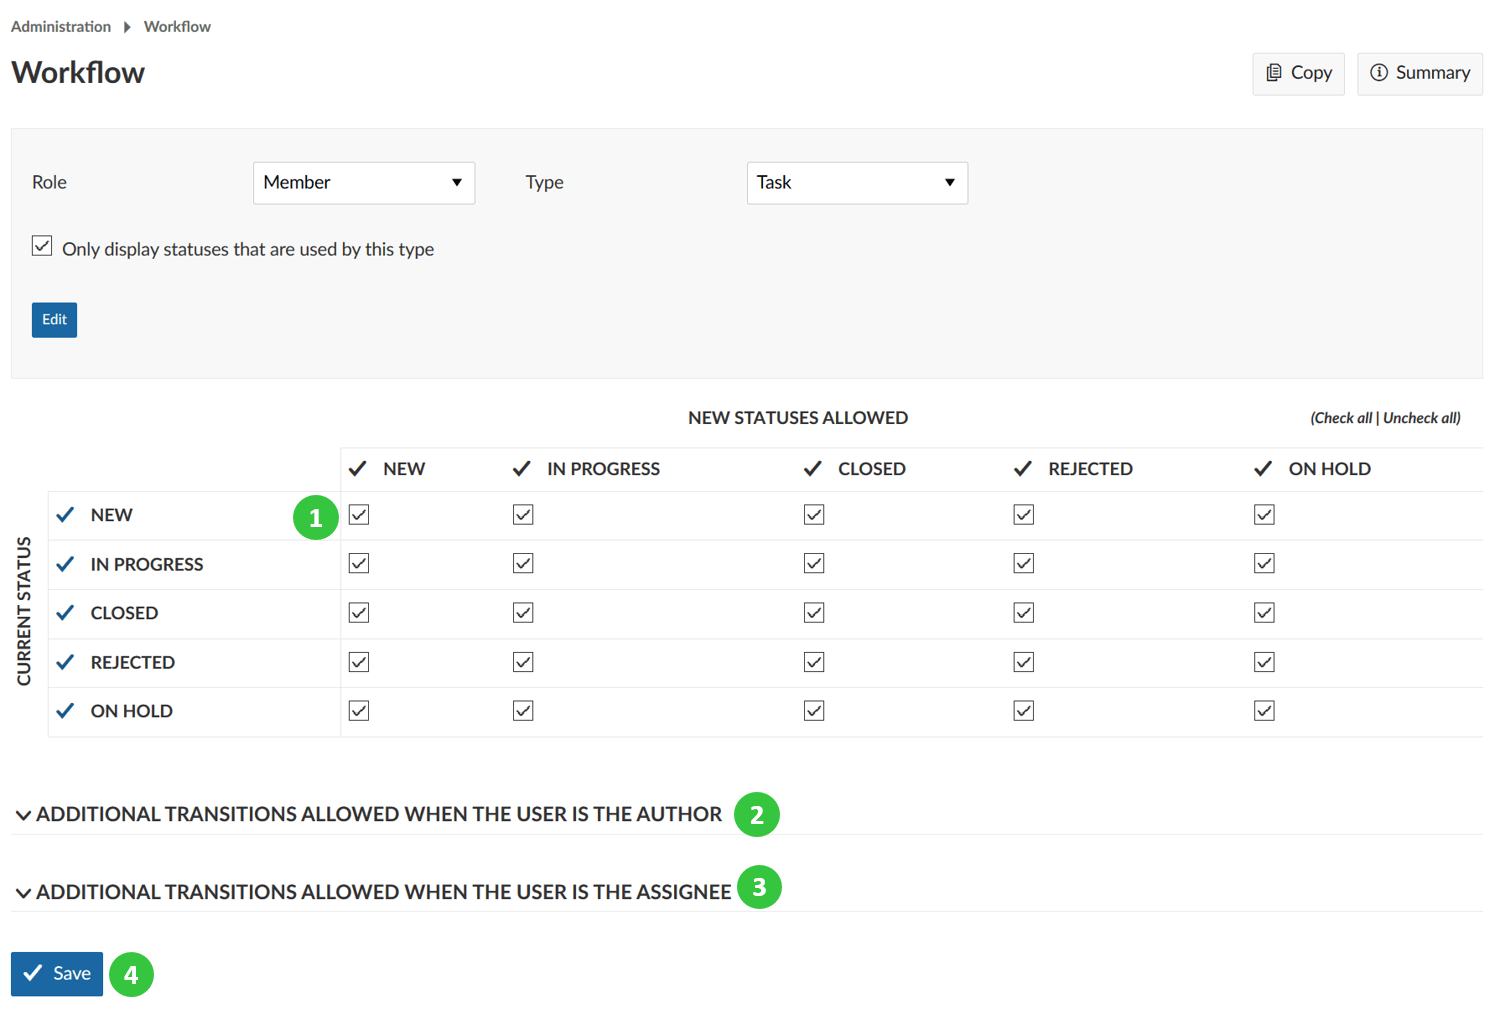 Administration Workflow
Workflow
Copy
Summary
Role Member Type Task
Only display statuses that are used by this type
Edit
NEW STATUSES ALLOWED
(Check all | Uncheck all)
NEW IN PROGRESS CLOSED REJECTED ON HOLD
CURRENT STATUS
NEW 1
IN PROGRESS
CLOSED
REJECTED
ON HOLD
ADDITIONAL TRANSITIONS ALLOWED WHEN THE USER IS THE AUTHOR 2
ADDITIONAL TRANSITIONS ALLOWED WHEN THE USER IS THE ASSIGNEE 3
Save 4